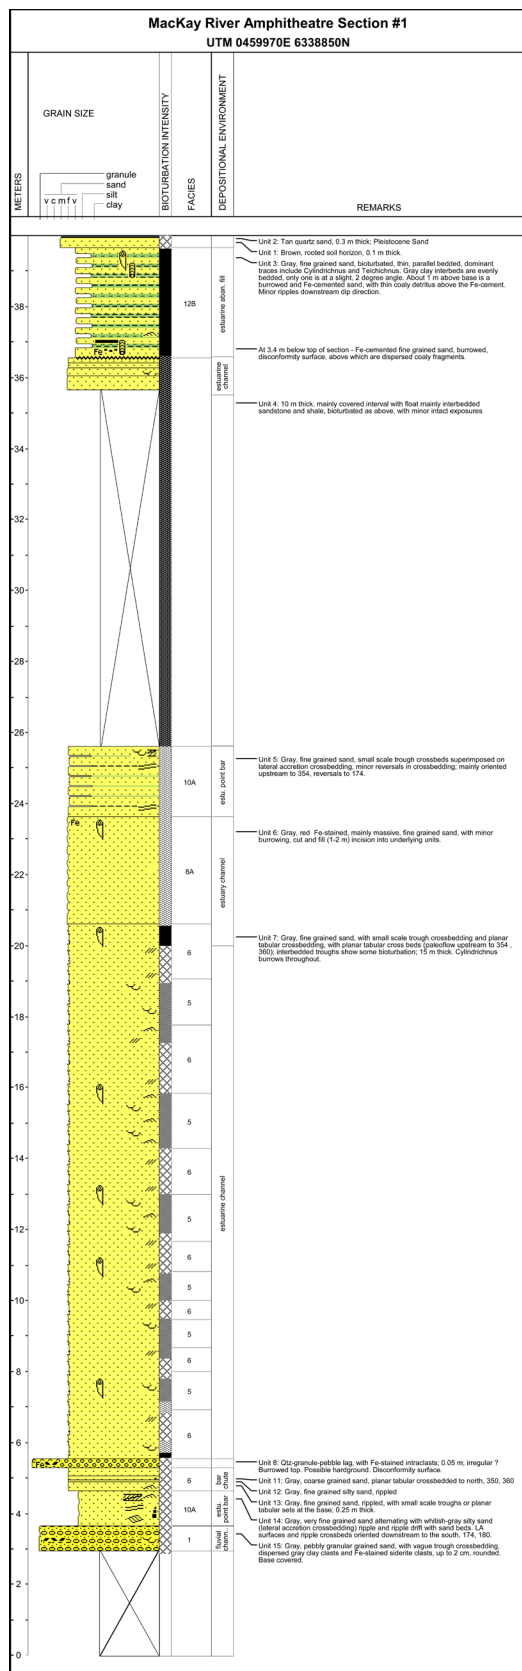 MacKay River Amphitheatre Section #1
UTM 0459970E 6338850N
METERS
GRAIN SIZE
granule
sand
silt
clay
v c m f v
BIOTURBATION INTENSITY
FACIES
DEPOSITIONAL ENVIRONMENT
REMARKS
Unit 2: Tan quartz sand, 0.3 m thick; Pleistocene Sand
Unit 1: Brown, rooted soil horizon, 0.1 m thick.
Unit 3: Gray, fine grained sand, bioturbated, thin, parallel bedded, dominant
traces include Cylindrichnus and Teichichnus. Gray clay interbeds are evenly
bedded, only one is at a slight, 2 degree angle. About 1 m above base is a
burrowed and Fe-cemented sand, with thin coaly detritus above the Fe-cement.
Minor ripples downstream dip direction.
38
12B
estuarine aban. fill
Fe
At 3.4 m below top of section - Fe-cemented fine grained sand, burrowed,
disconformity surface, above which are dispersed coaly fragments.
36
estuarine
channel
Unit 4: 10 m thick, mainly covered interval with float mainly interbedded
sandstone and shale, bioturbated as above, with minor intact exposures
34
32
30
28
26
Unit 5: Gray, fine grained sand, small scale trough crossbeds superimposed on
lateral accretion crossbedding, minor reversals in crossbedding; mainly oriented
upstream to 354, reversals to 174.
10A
estu. point bar
24
Fe
Unit 6: Gray, red Fe-stained, mainly massive, fine grained sand, with minor
burrowing, cut and fill (1-2 m) incision into underlying units.
22
8A
estuary channel
20
Unit 7: Gray, fine grained sand, with small scale trough crossbedding and planar
tabular crossbedding, with planar tabular cross beds (paleoflow upstream to 354 ,
360); interbedded troughs show some bioturbation; 15 m thick. Cylindrichnus
burrows throughout.
6
5
18
6
16
5
6
14
5
12
6
estuarine channel
5
10
6
5
6
8
5
6
6
Fe
Unit 8: Qtz-granule-pebble lag, with Fe-stained intraclasts; 0.05 m; irregular ?
Burrowed top. Possible hardground. Disconformity surface.
6
bar
chute
Unit 11: Gray, coarse grained sand, planar tabular crossbedded to north, 350, 360
Unit 12: Gray, fine grained silty sand, rippled
Unit 13: Gray, fine grained sand, rippled, with small scale troughs or planar
tabular sets at the base; 0.25 m thick.
4
10A
estu.
point bar
Unit 14: Gray, very fine grained sand alternating with whitish-gray silty sand
(lateral accretion crossbedding) ripple and ripple drift with sand beds. LA
surfaces and ripple crossbeds oriented downstream to the south, 174, 180.
1
fluvial
chann.
Unit 15: Gray, pebbly granular grained sand, with vague trough crossbedding,
dispersed gray clay clasts and Fe-stained siderite clasts, up to 2 cm, rounded.
Base covered.
2
0